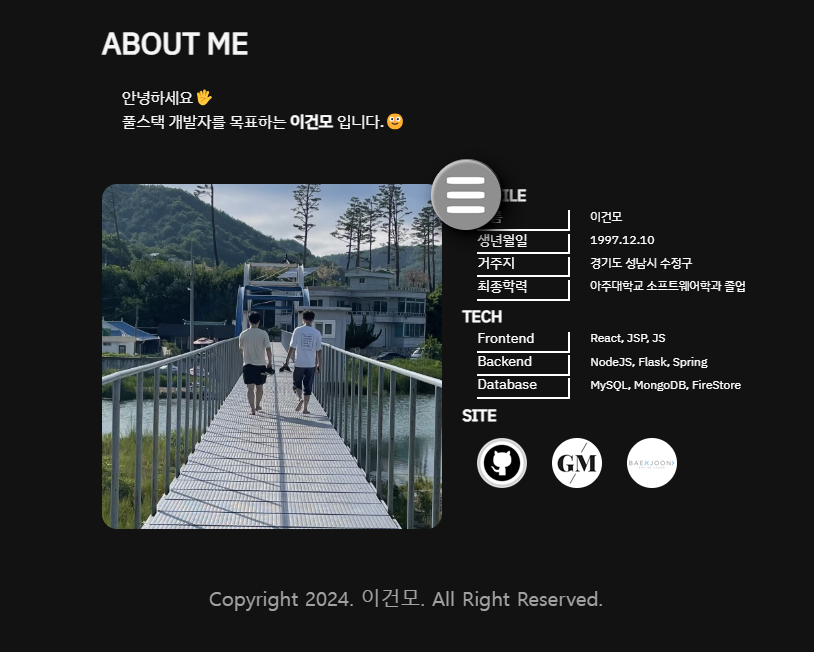 ABOUT ME
안녕하세요🖐
풀스택 개발자를 목표하는 이건모 입니다.🙂
이건모
생년월일 1997.12.10
거주지 경기도 성남시 수정구
최종학력 아주대학교 소프트웨어학과 졸업
TECH
Frontend React, JSP, JS
Backend NodeJS, Flask, Spring
Database MySQL, MongoDB, FireStore
SITE
GM BAEKJOON
Copyright 2024. 이건모. All Right Reserved.